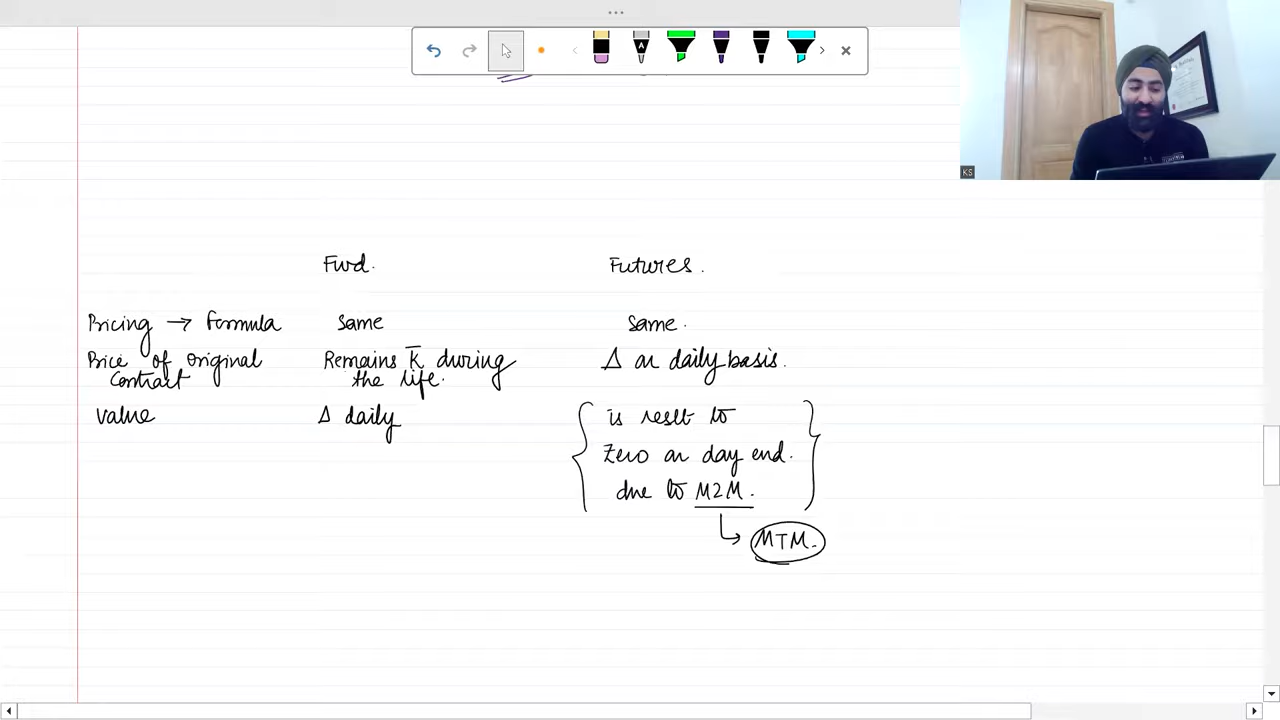 KS
Fwd. Futures.
Pricing → Formula Same Same.
Price of original Contract Remains K̅ during the life. Δ on daily basis.
Value Δ daily is reset to
Zero on day end.
due to M2M.
MTM.